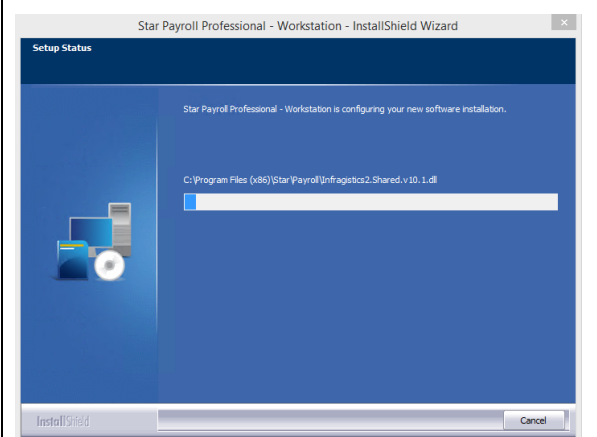 Star Payroll Professional - Workstation - InstallShield Wizard
Setup Status
Star Payroll Professional - Workstation is configuring your new software installation.
C:\Program Files (x86)\Star\Payroll\Infragistics2.Shared.v10.1.dll
InstallShield
Cancel